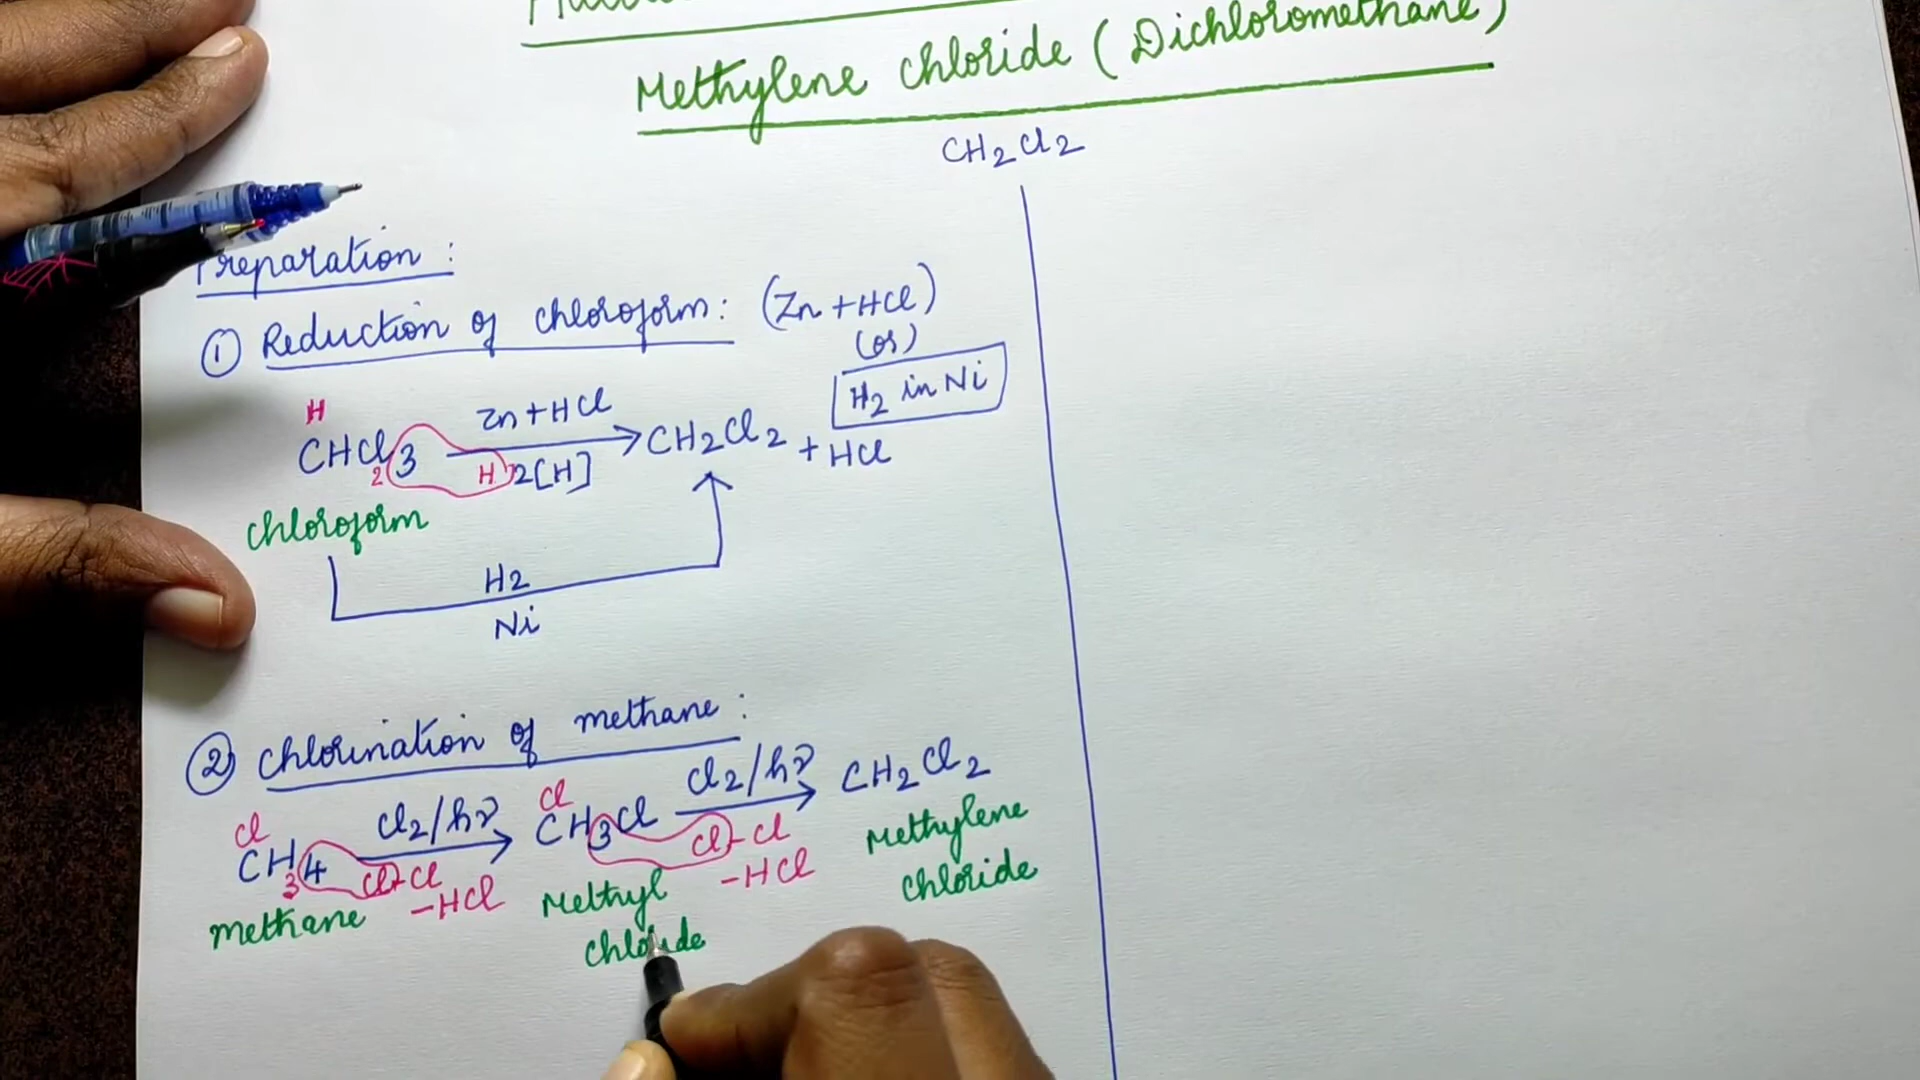 Methylene chloride (Dichloromethane)
CH2Cl2
Preparation :
① Reduction of chloroform : (Zn + HCl)
(or)
H2 in Ni
H
CHCl3 Zn + HCl CH2Cl2 + HCl
2 H 2[H]
chloroform
H2
Ni
② chlorination of methane :
Cl Cl2/hν Cl Cl2/hν
CH4 CH3Cl CH2Cl2
3 Cl-Cl Cl-Cl
-HCl -HCl
methane Methyl Methylene
chloride chloride